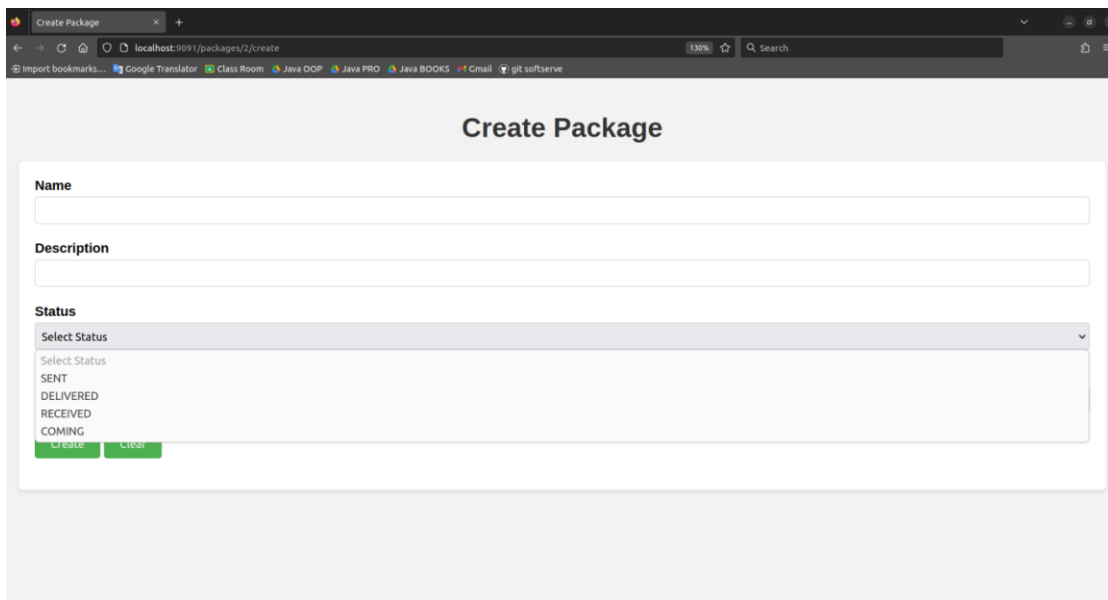 Create Package
localhost:9091/packages/2/create
130%
Search
Import bookmarks...
Google Translator
Class Room
Java OOP
Java PRO
Java BOOKS
Gmail
git softserve
Create Package
Name
Description
Status
Select Status
Select Status
SENT
DELIVERED
RECEIVED
COMING
Create
Clear